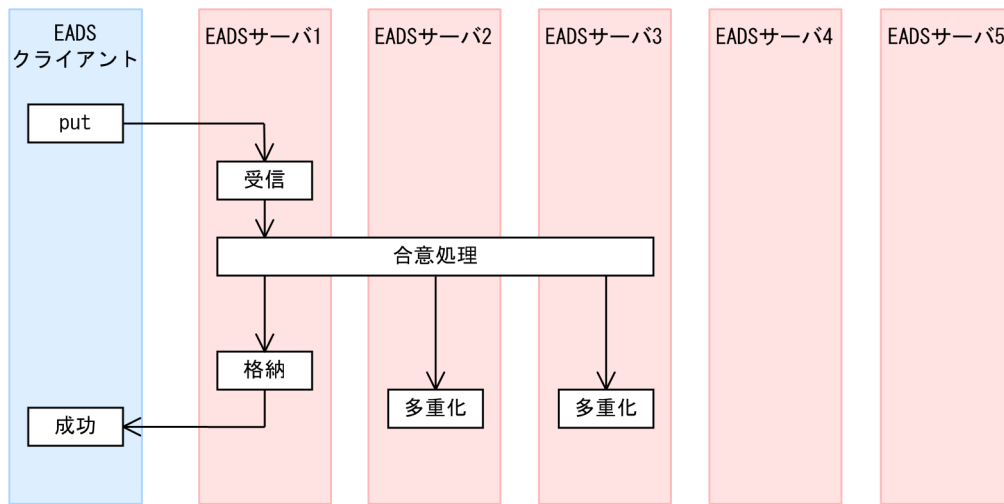 EADS
クライアント
EADSサーバ1
EADSサーバ2
EADSサーバ3
EADSサーバ4
EADSサーバ5
put
受信
合意処理
格納
多重化
多重化
成功